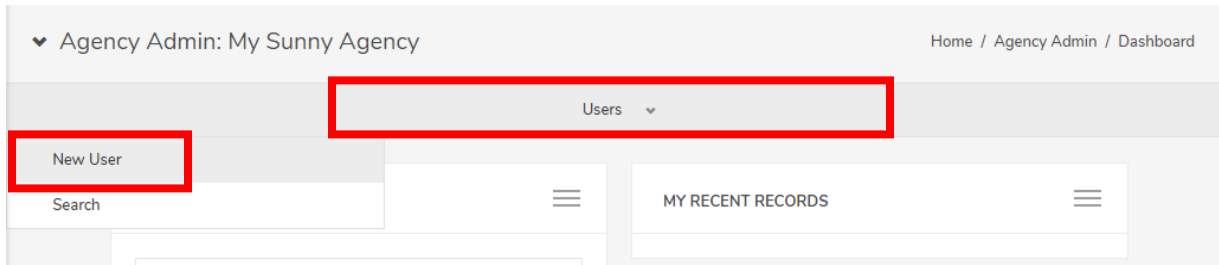 Agency Admin: My Sunny Agency
Home / Agency Admin / Dashboard
Users
New User
Search
MY RECENT RECORDS